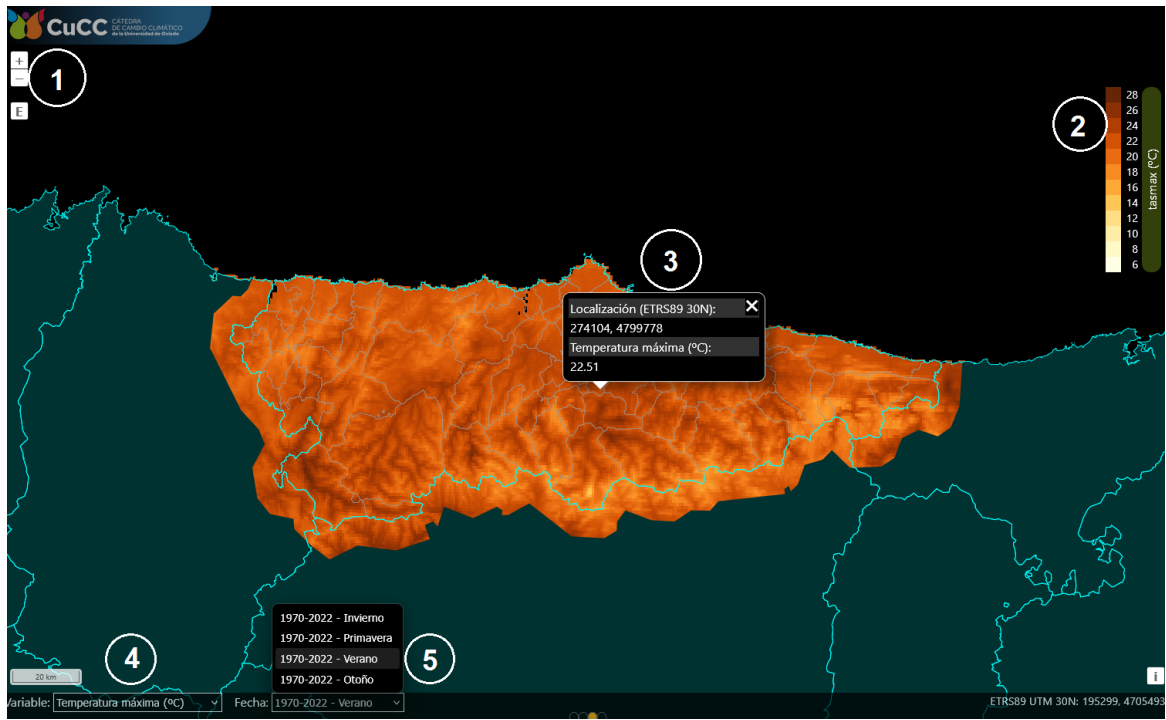 CuCC
CÁTEDRA
DE CAMBIO CLIMÁTICO
de la Universidad de Oviedo
+
−
E
1
2
28
26
24
22
20
18
16
14
12
10
8
6
tasmax (ºC)
3
Localización (ETRS89 30N):
274104, 4799778
Temperatura máxima (ºC):
22.51
1970-2022 - Invierno
1970-2022 - Primavera
1970-2022 - Verano
1970-2022 - Otoño
4
5
20 km
i
Variable: Temperatura máxima (ºC) Fecha: 1970-2022 - Verano
ETRS89 UTM 30N: 195299, 4705493